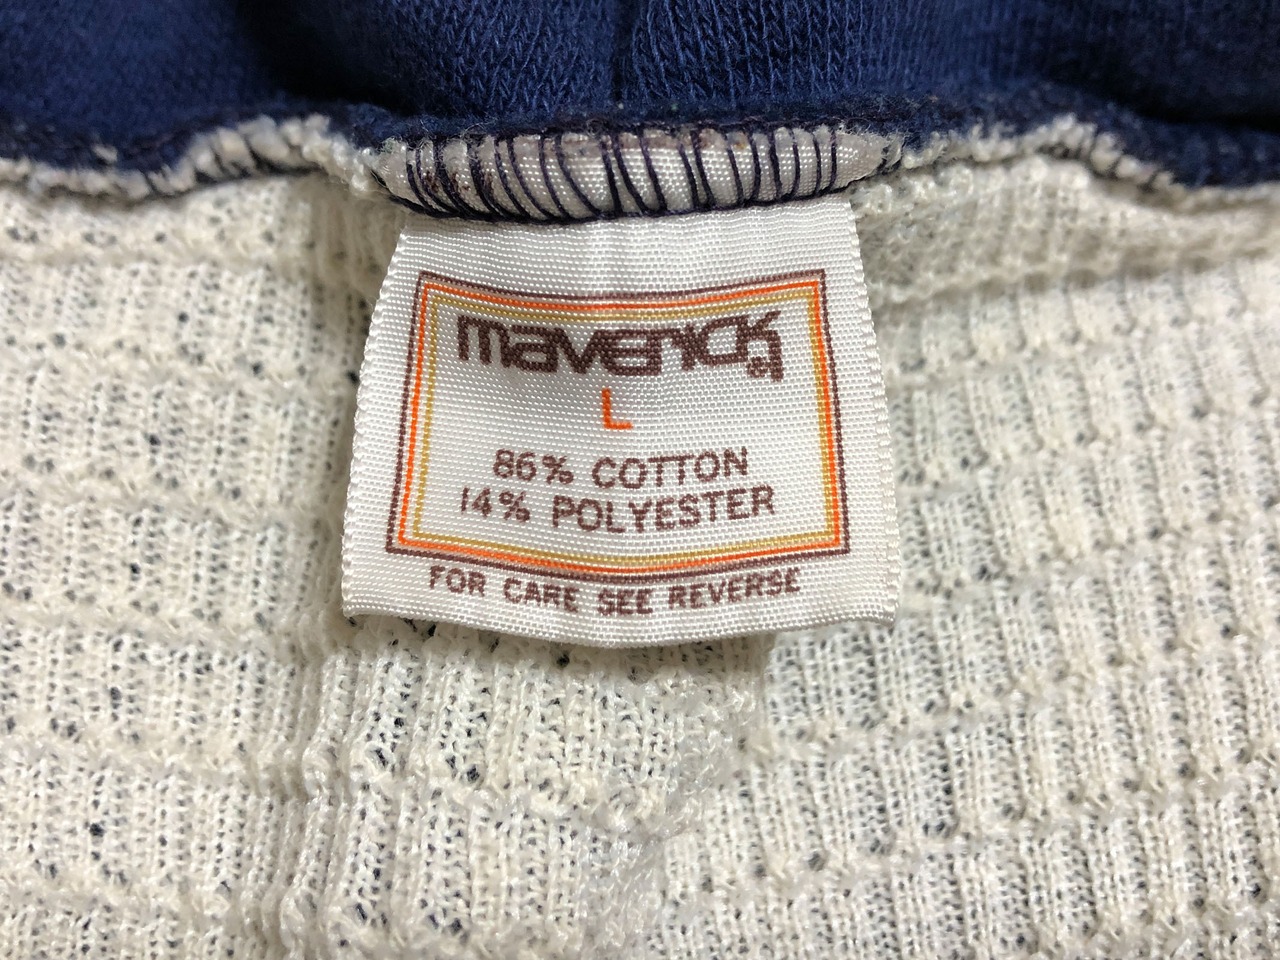 maverick®
L
86% COTTON
14% POLYESTER
FOR CARE SEE REVERSE